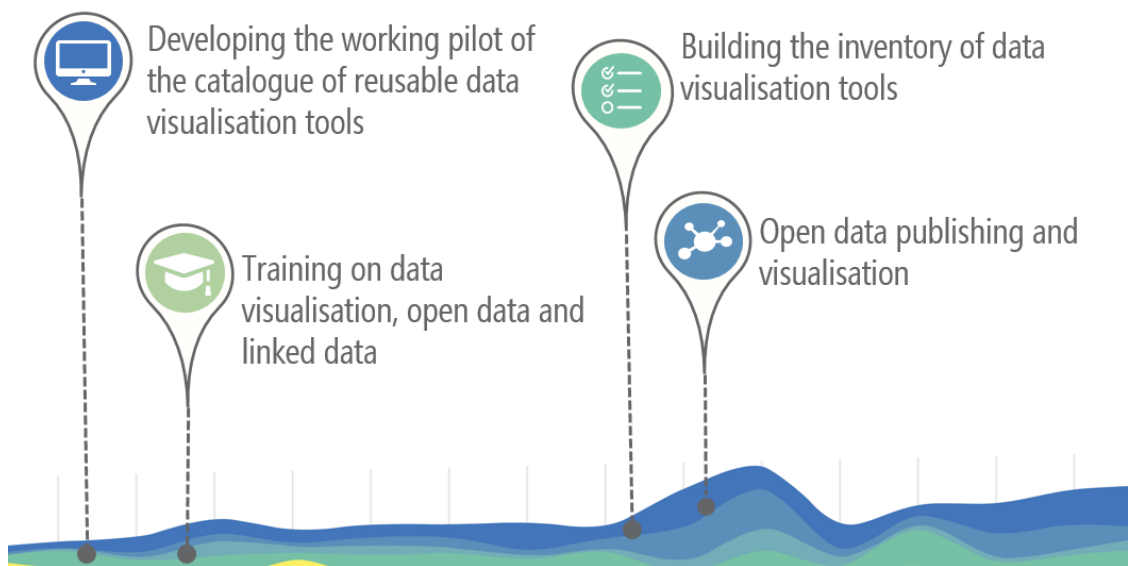 Developing the working pilot of
the catalogue of reusable data
visualisation tools
Building the inventory of data
visualisation tools
Training on data
visualisation, open data and
linked data
Open data publishing and
visualisation